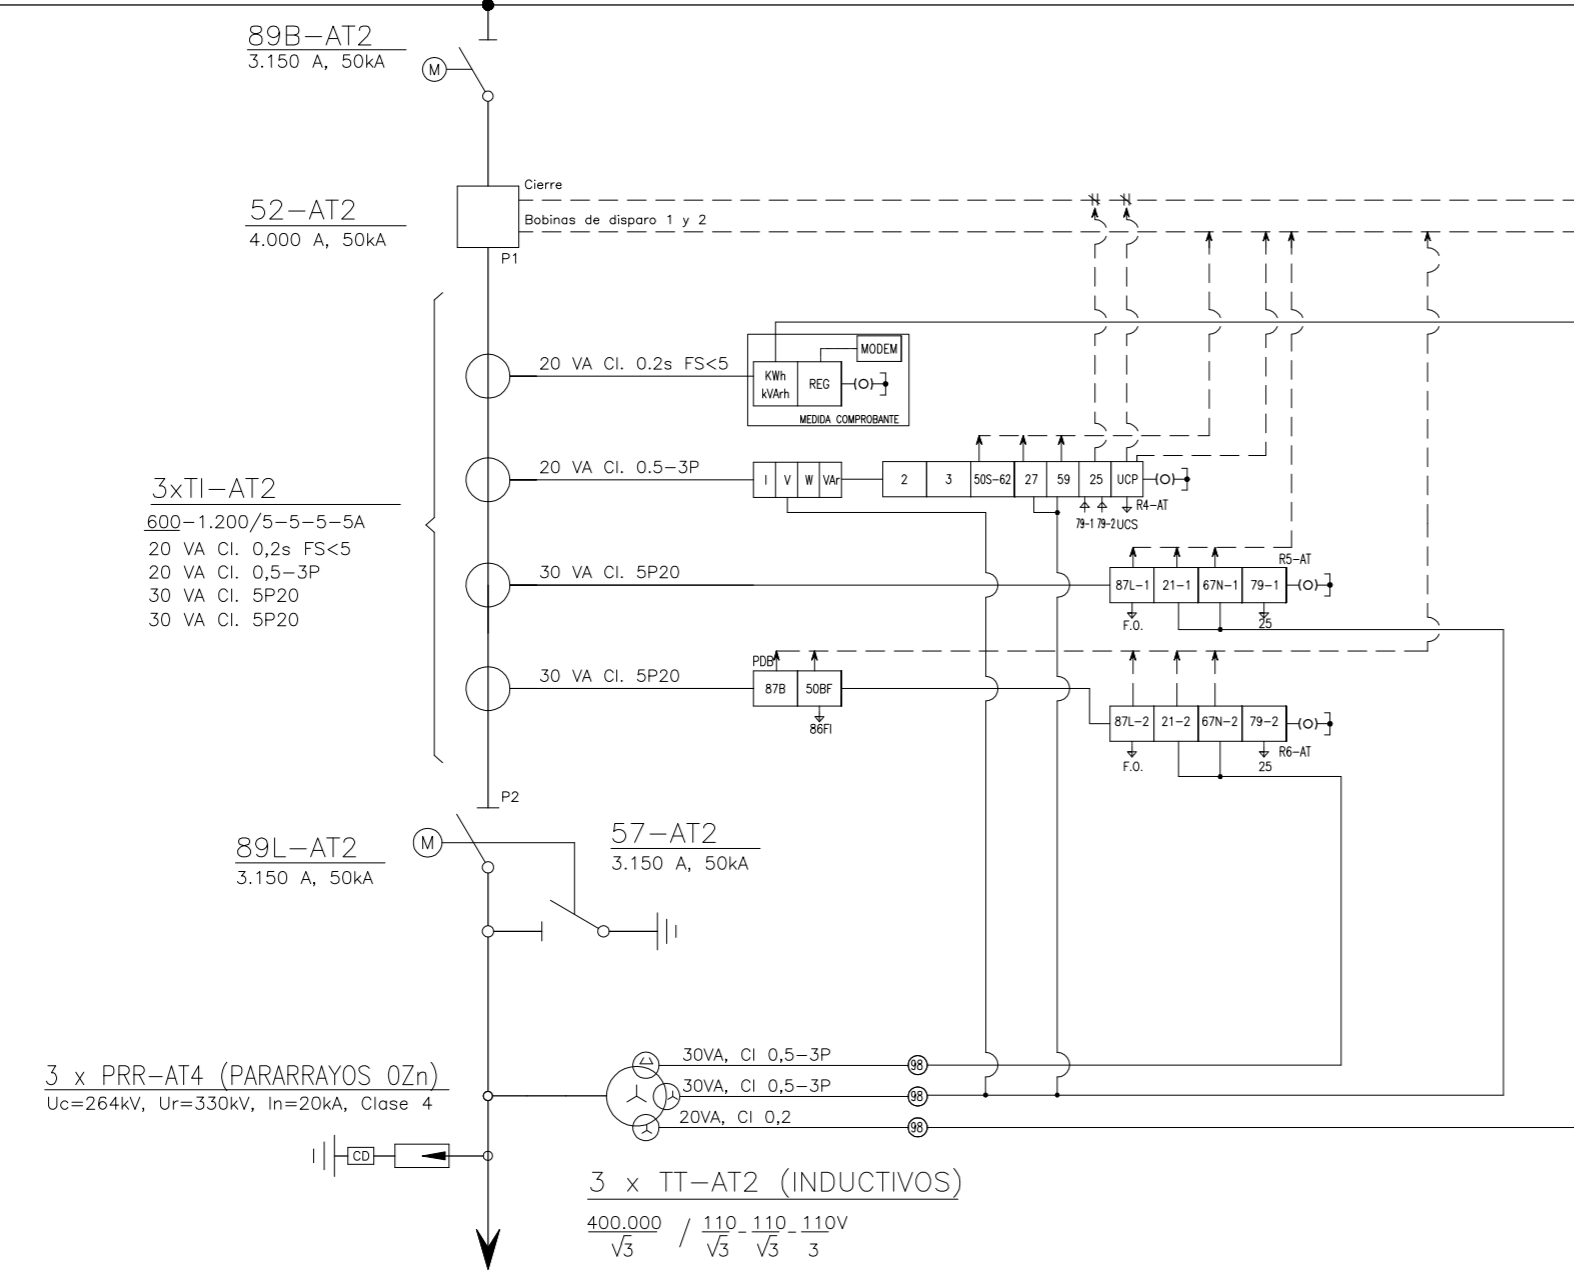 89B-AT2
3.150 A, 50kA
M
52-AT2
4.000 A, 50kA
Cierre
Bobinas de disparo 1 y 2
P1
20 VA Cl. 0.2s FS<5
KWh
kVArh
REG
MODEM
MEDIDA COMPROBANTE
20 VA Cl. 0.5-3P
I V W VAr
2 3 50S-62 27 59 25 UCP
R4-AT
79-1 79-2 UCS
3xTI-AT2
600-1.200/5-5-5-5A
20 VA Cl. 0,2s FS<5
20 VA Cl. 0,5-3P
30 VA Cl. 5P20
30 VA Cl. 5P20
30 VA Cl. 5P20
R5-AT
87L-1 21-1 67N-1 79-1
F.O.
25
30 VA Cl. 5P20
PDB
87B 50BF
86FI
87L-2 21-2 67N-2 79-2
R6-AT
F.O.
25
P2
89L-AT2
3.150 A, 50kA
M
57-AT2
3.150 A, 50kA
3 x PRR-AT4 (PARARRAYOS OZn)
Uc=264kV, Ur=330kV, In=20kA, Clase 4
CD
30VA, Cl 0,5-3P
98
30VA, Cl 0,5-3P
98
20VA, Cl 0,2
98
3 x TT-AT2 (INDUCTIVOS)
400.000 / 110 - 110 - 110V
√3 √3 √3 3